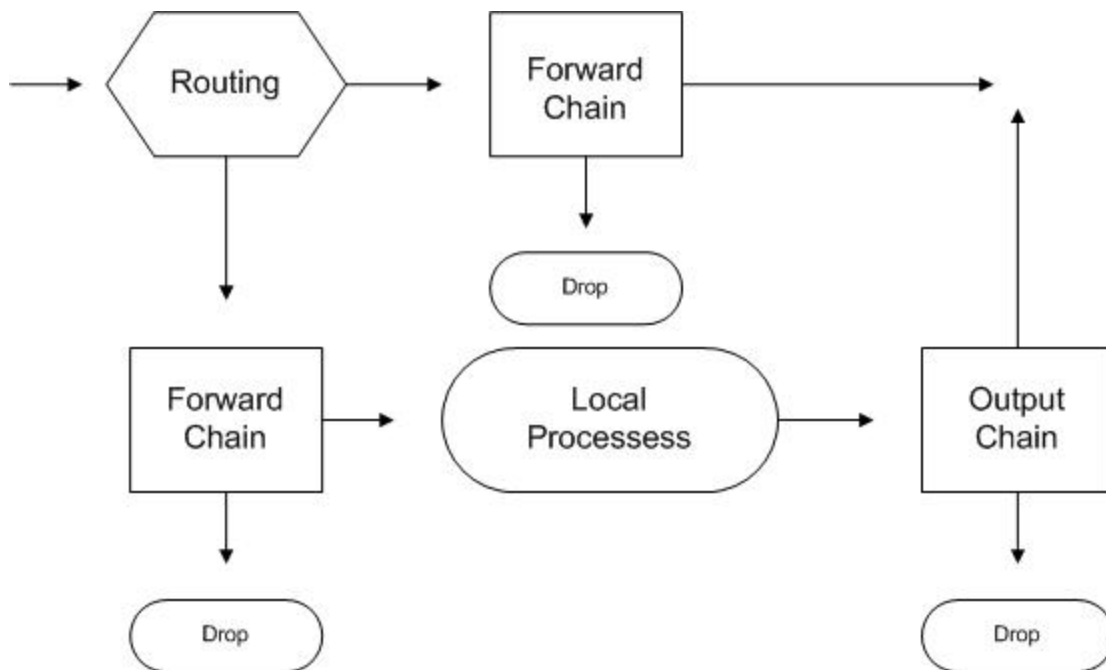 Routing
Forward
Chain
Drop
Forward
Chain
Local
Processess
Output
Chain
Drop
Drop